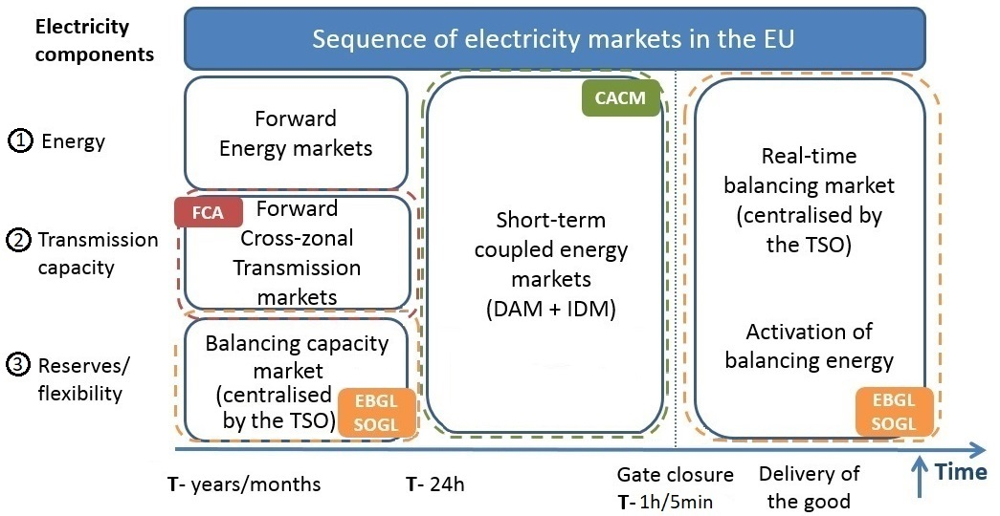 Electricity
components
Sequence of electricity markets in the EU
① Energy
Forward
Energy markets
② Transmission
capacity
FCA
Forward
Cross-zonal
Transmission
markets
③ Reserves/
flexibility
Balancing capacity
market
(centralised
by the TSO)
EBGL
SOGL
CACM
Short-term
coupled energy
markets
(DAM + IDM)
Real-time
balancing market
(centralised by
the TSO)
Activation of
balancing energy
EBGL
SOGL
T- years/months
T- 24h
Gate closure
T- 1h/5min
Delivery of
the good
Time